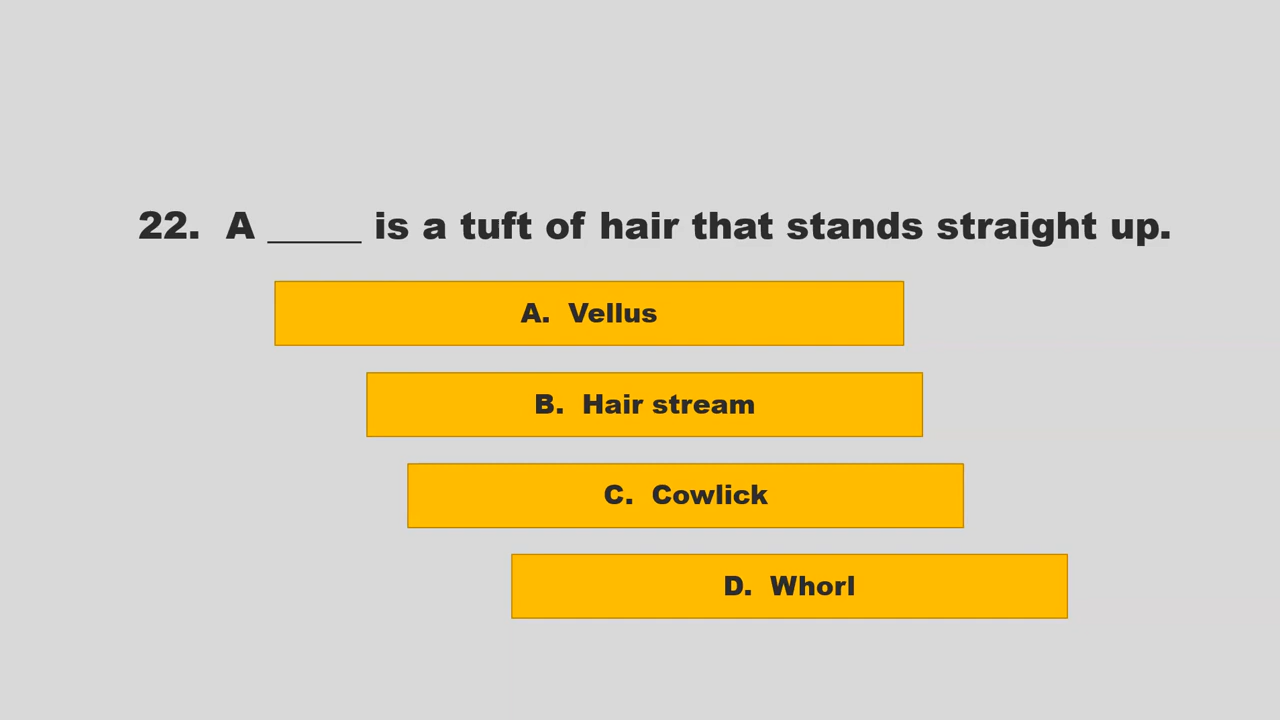 22. A _____ is a tuft of hair that stands straight up.
A. Vellus
B. Hair stream
C. Cowlick
D. Whorl